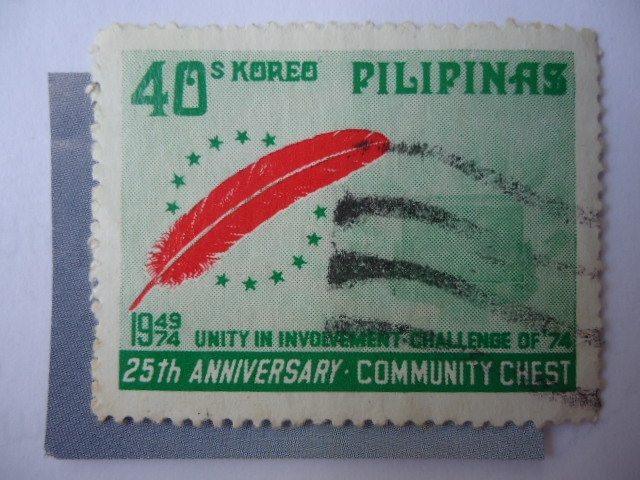 40s KOREO PILIPINAS
1949
74 UNITY IN INVOLVEMENT·CHALLENGE OF '74
25th ANNIVERSARY · COMMUNITY CHEST